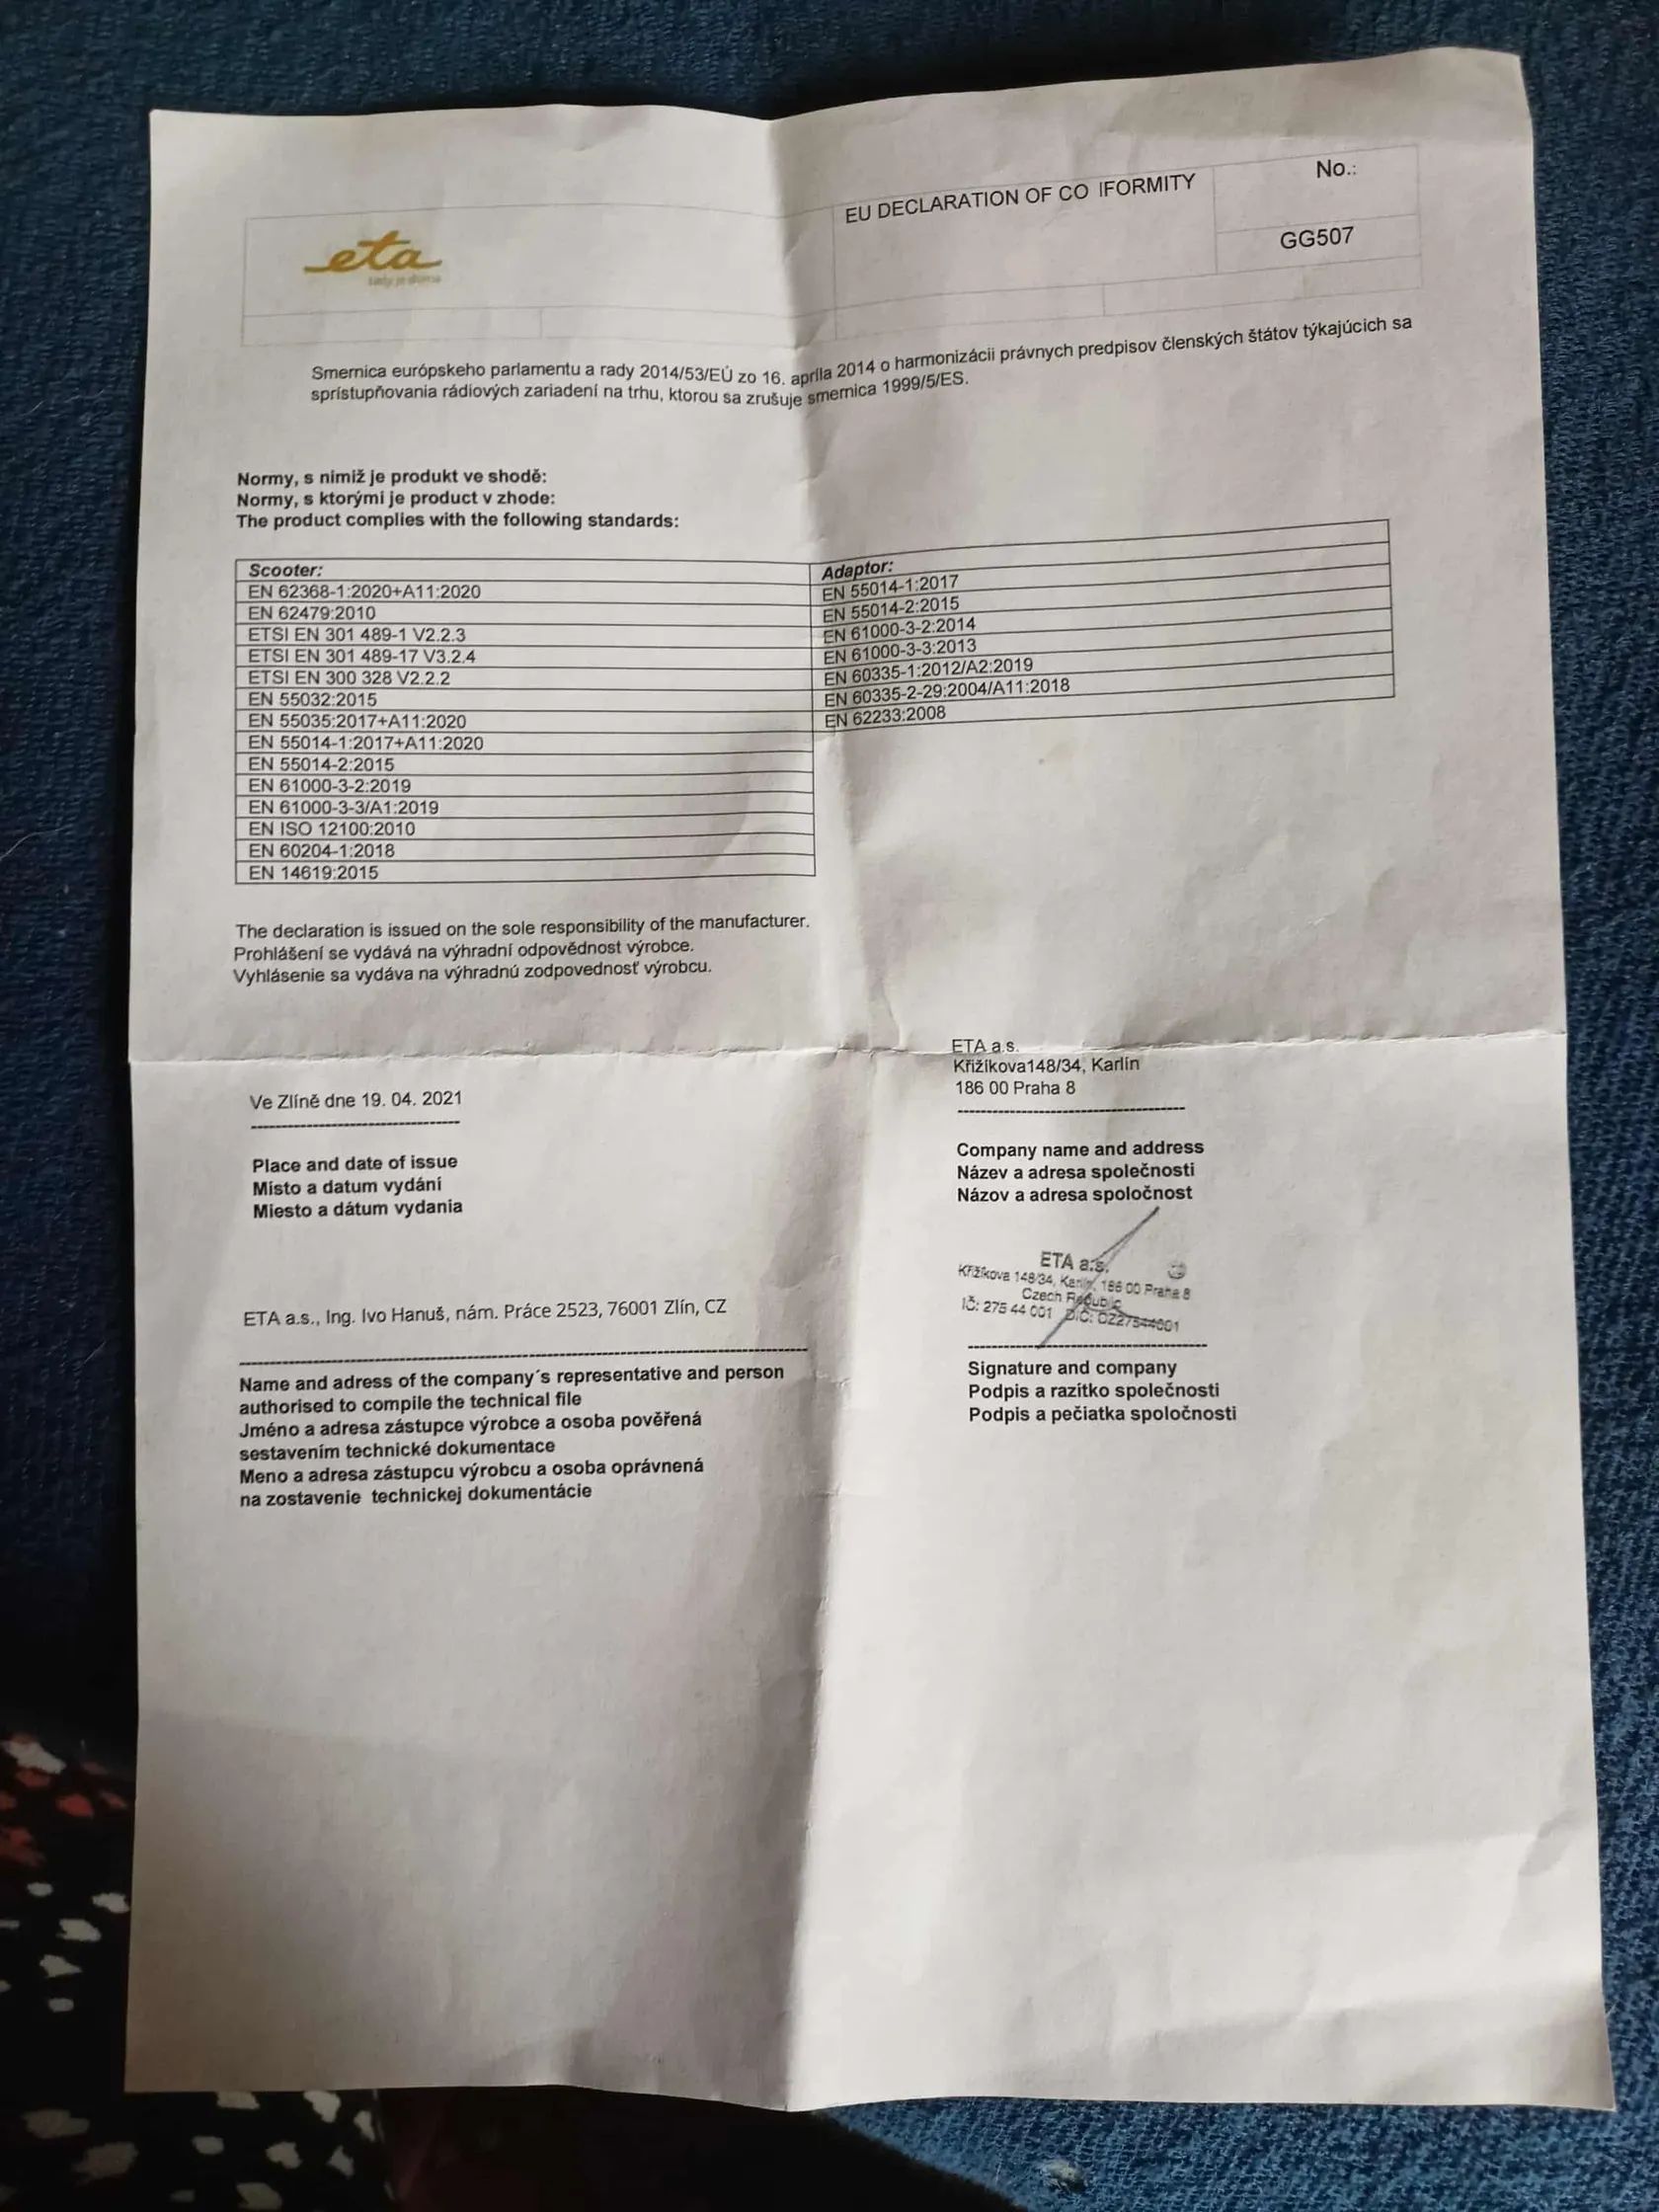 eta
EU DECLARATION OF CO IFORMITY
No.:
GG507
Smernica európskeho parlamentu a rady 2014/53/EÚ zo 16. apríla 2014 o harmonizácii právnych predpisov členských štátov týkajúcich sa
sprístupňovania rádiových zariadení na trhu, ktorou sa zrušuje smernica 1999/5/ES.
Normy, s nimiž je produkt ve shodě:
Normy, s ktorými je product v zhode:
The product complies with the following standards:
Scooter:
EN 62368-1:2020+A11:2020
EN 62479:2010
ETSI EN 301 489-1 V2.2.3
ETSI EN 301 489-17 V3.2.4
ETSI EN 300 328 V2.2.2
EN 55032:2015
EN 55035:2017+A11:2020
EN 55014-1:2017+A11:2020
EN 55014-2:2015
EN 61000-3-2:2019
EN 61000-3-3/A1:2019
EN ISO 12100:2010
EN 60204-1:2018
EN 14619:2015
Adaptor:
EN 55014-1:2017
EN 55014-2:2015
EN 61000-3-2:2014
EN 61000-3-3:2013
EN 60335-1:2012/A2:2019
EN 60335-2-29:2004/A11:2018
EN 62233:2008
The declaration is issued on the sole responsibility of the manufacturer.
Prohlášení se vydává na výhradní odpovědnost výrobce.
Vyhlásenie sa vydáva na výhradnú zodpovednosť výrobcu.
Ve Zlíně dne 19. 04. 2021
Place and date of issue
Místo a datum vydání
Miesto a dátum vydania
ETA a.s.
Křižíkova148/34, Karlín
186 00 Praha 8
Company name and address
Název a adresa společnosti
Názov a adresa spoločnost
ETA a.s., Ing. Ivo Hanuš, nám. Práce 2523, 76001 Zlín, CZ
Name and adress of the company´s representative and person
authorised to compile the technical file
Jméno a adresa zástupce výrobce a osoba pověřená
sestavením technické dokumentace
Meno a adresa zástupcu výrobcu a osoba oprávnená
na zostavenie technickej dokumentácie
ETA a.s.
Křižíkova 148/34, Karlín, 186 00 Praha 8
Czech Republic
IČ: 275 44 001 DIČ: CZ27544001
Signature and company
Podpis a razítko společnosti
Podpis a pečiatka spoločnosti